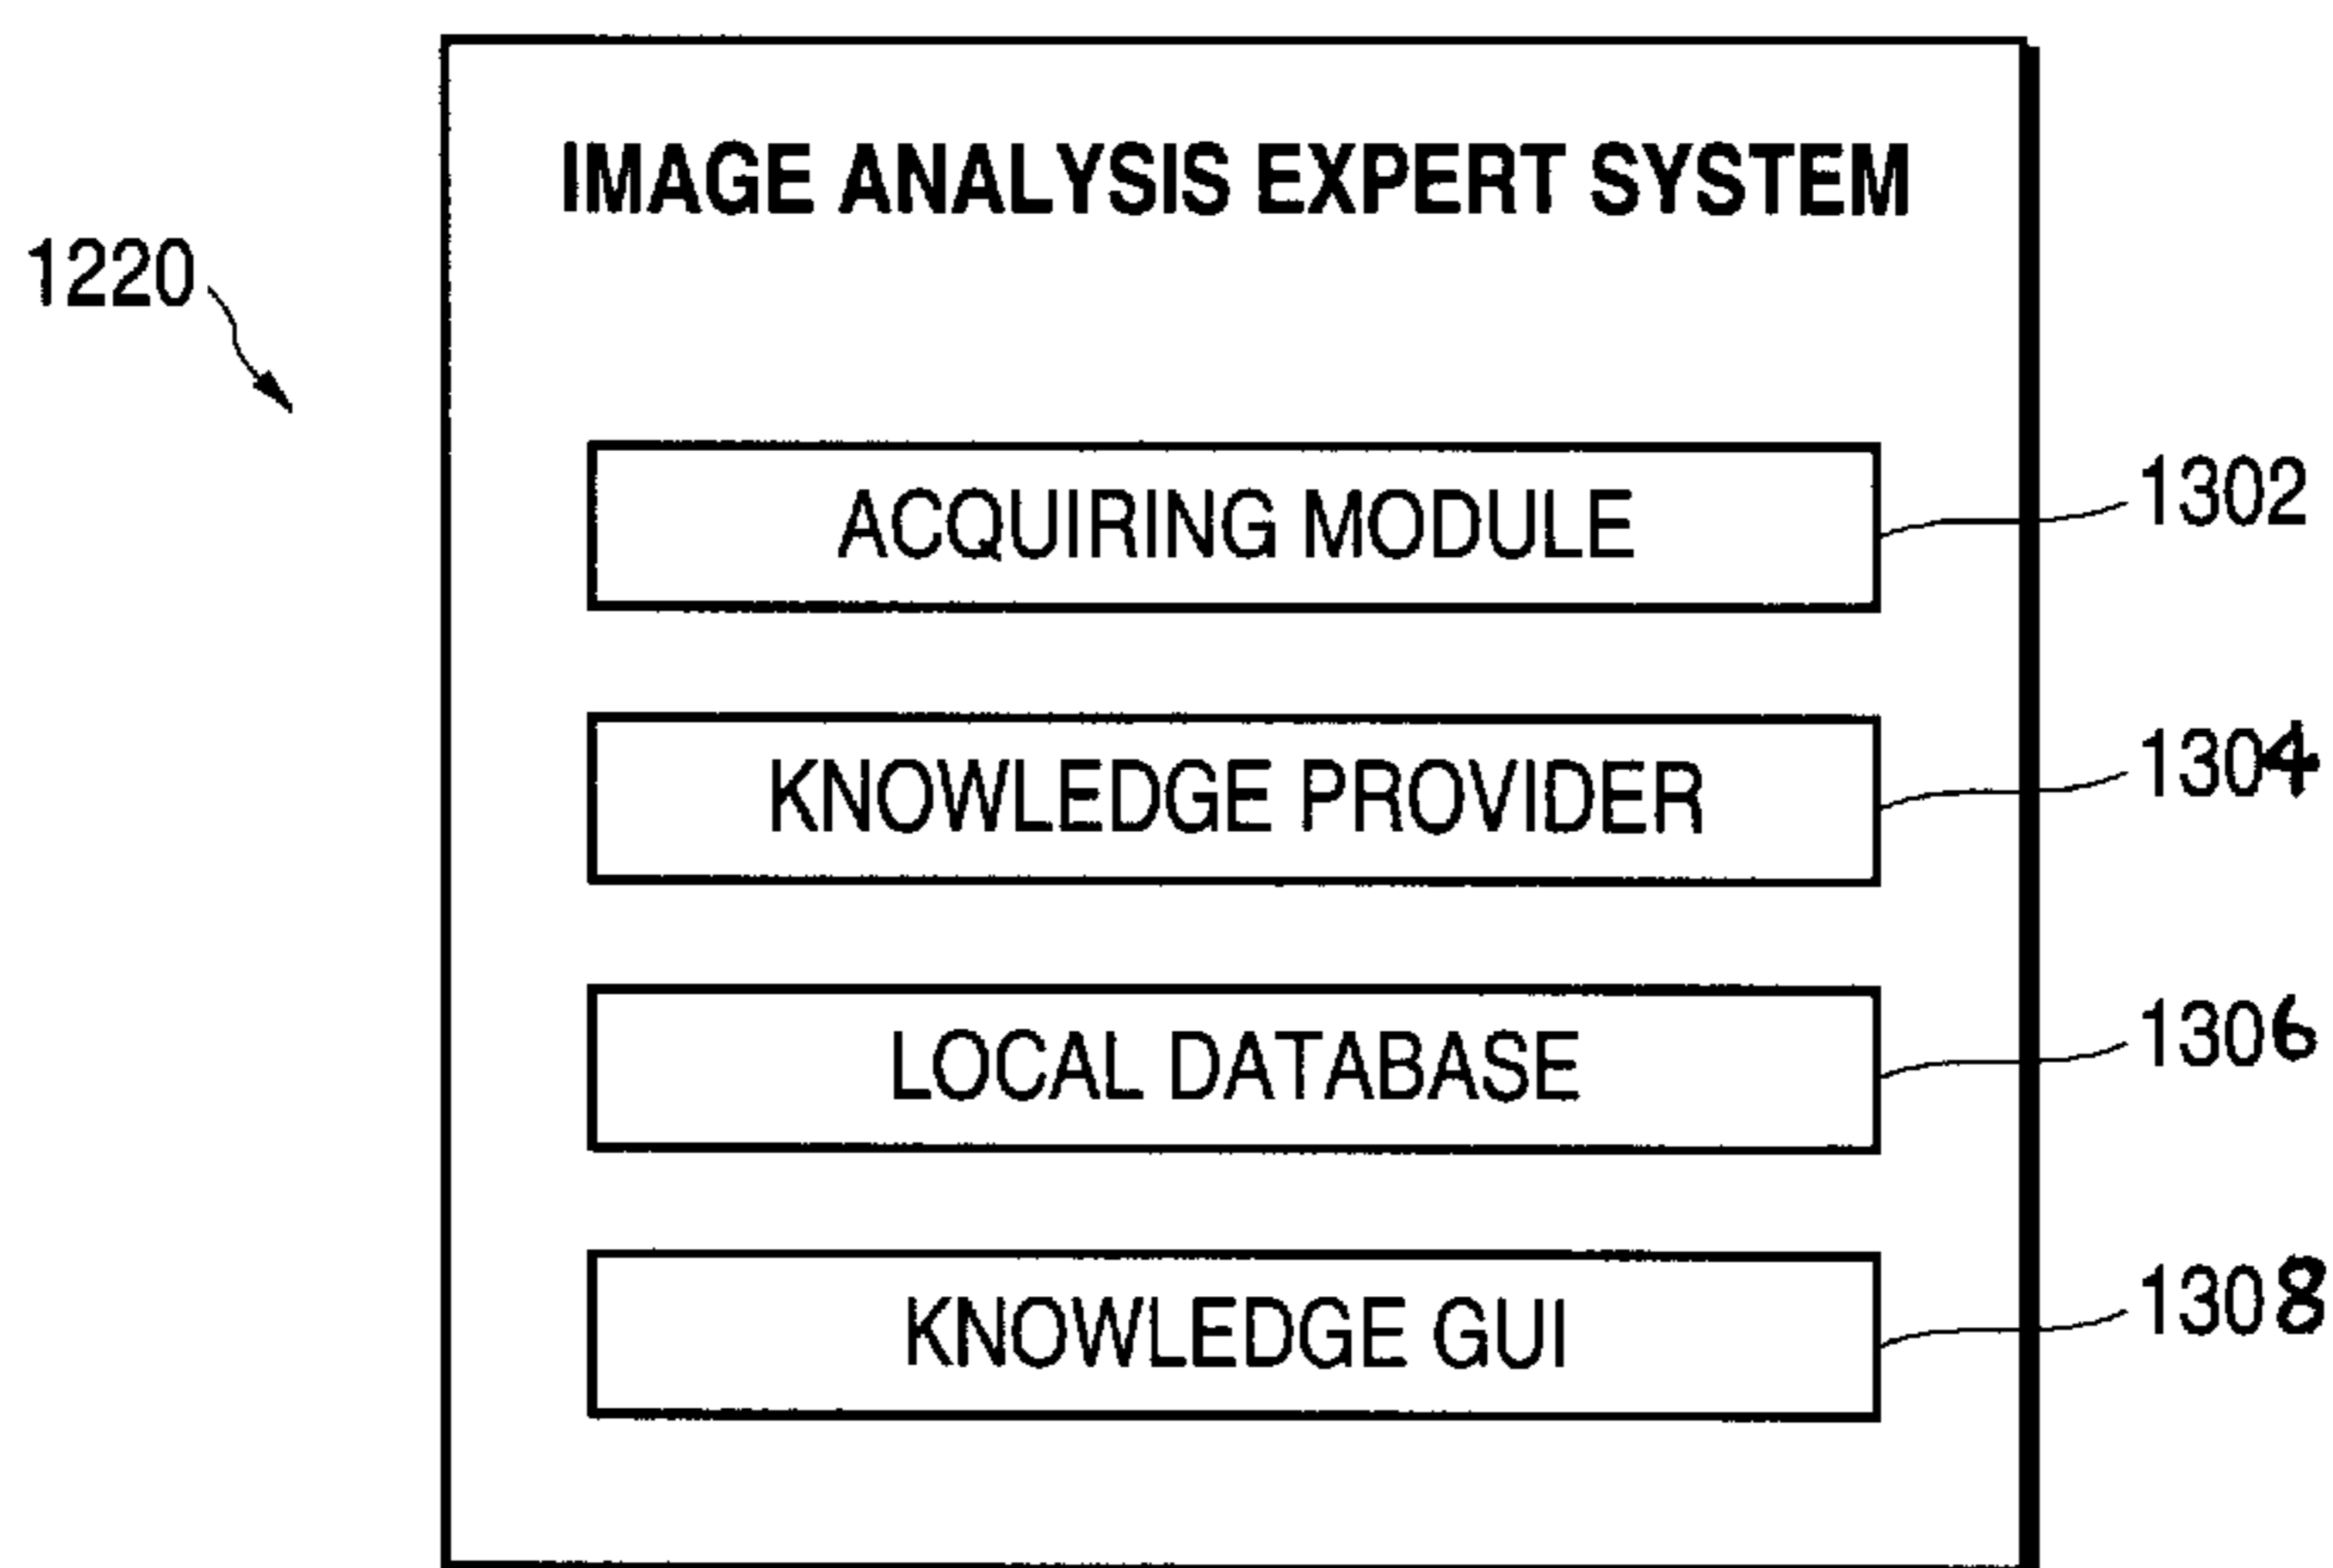 IMAGE ANALYSIS EXPERT SYSTEM
1220
ACQUIRING MODULE
1302
KNOWLEDGE PROVIDER
1304
LOCAL DATABASE
1306
KNOWLEDGE GUI
1308